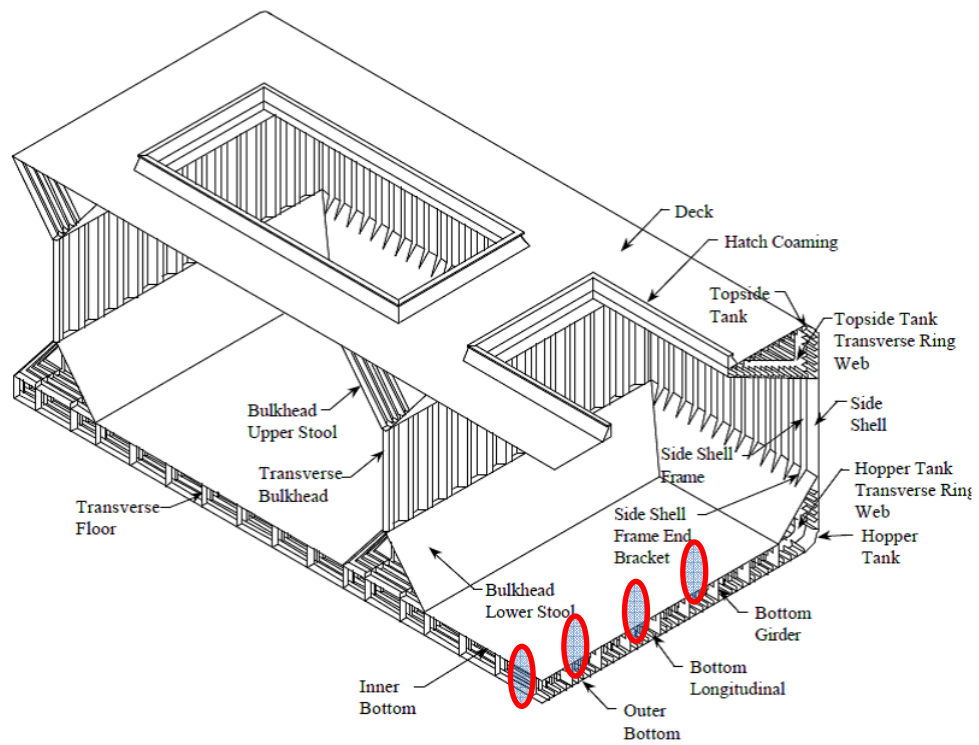 Deck
Hatch Coaming
Topside
Tank
Topside Tank
Transverse Ring
Web
Side
Shell
Bulkhead
Upper Stool
Side Shell
Frame
Transverse
Bulkhead
Hopper Tank
Transverse Ring
Web
Transverse
Floor
Side Shell
Frame End
Bracket
Hopper
Tank
Bulkhead
Lower Stool
Bottom
Girder
Bottom
Longitudinal
Inner
Bottom
Outer
Bottom